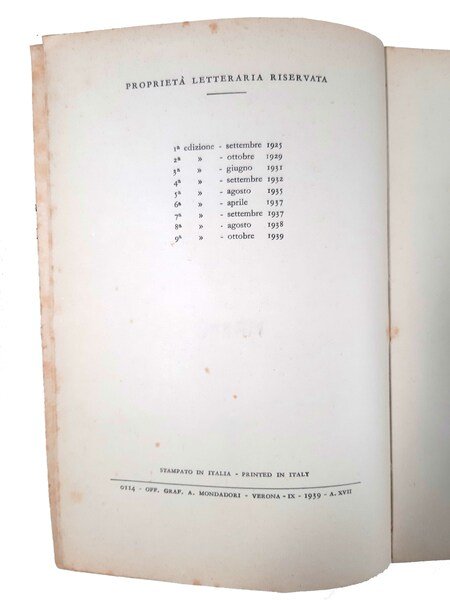 PROPRIETÀ LETTERARIA RISERVATA
1ª edizione - settembre 1925
2ª » - ottobre 1929
3ª » - giugno 1931
4ª » - settembre 1932
5ª » - agosto 1935
6ª » - aprile 1937
7ª » - settembre 1937
8ª » - agosto 1938
9ª » - ottobre 1939
STAMPATO IN ITALIA - PRINTED IN ITALY
0114 - OFF. GRAF. A. MONDADORI - VERONA - IX - 1939 - A. XVII